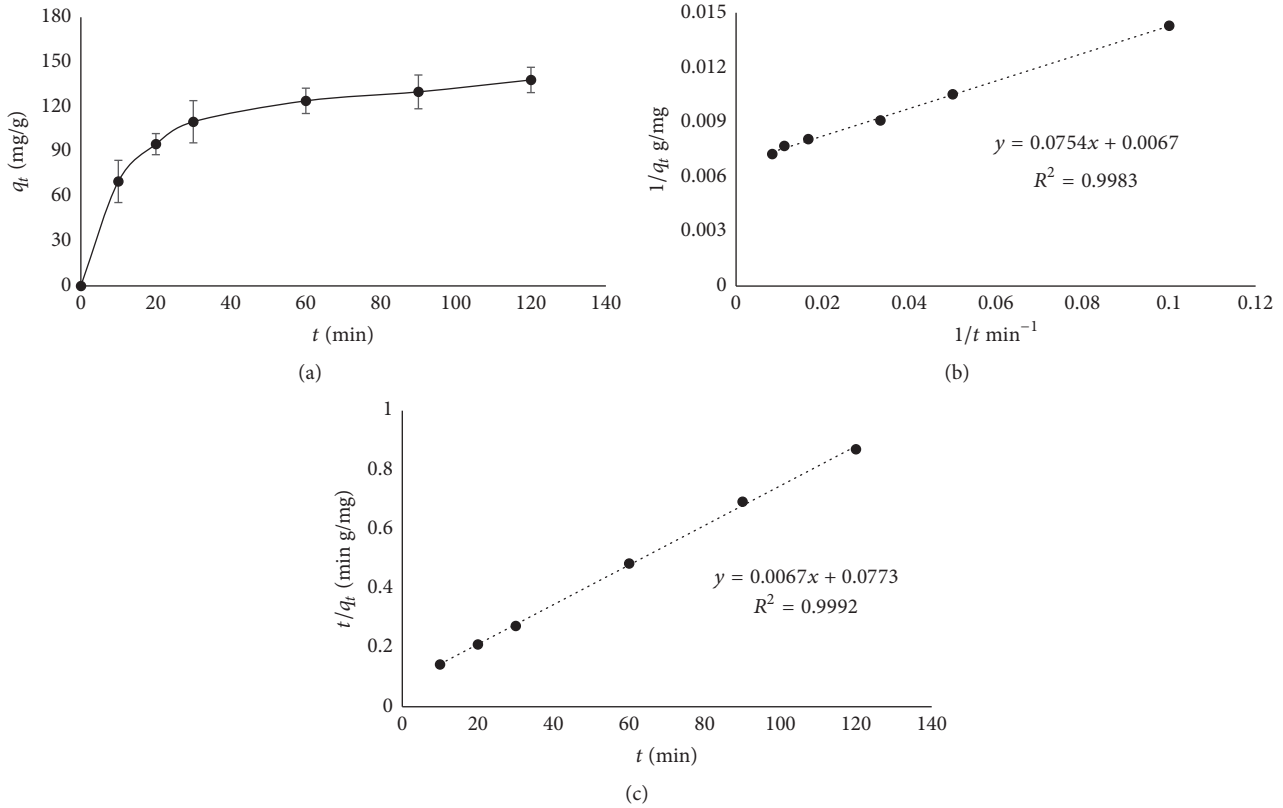 180
150
120
90
60
30
0
q_t (mg/g)
0 20 40 60 80 100 120 140
t (min)
(a)
0.015
0.012
0.009
0.006
0.003
0
1/q_t g/mg
y = 0.0754x + 0.0067
R² = 0.9983
0 0.02 0.04 0.06 0.08 0.1 0.12
1/t min⁻¹
(b)
1
0.8
0.6
0.4
0.2
0
t/q_t (min g/mg)
y = 0.0067x + 0.0773
R² = 0.9992
0 20 40 60 80 100 120 140
t (min)
(c)